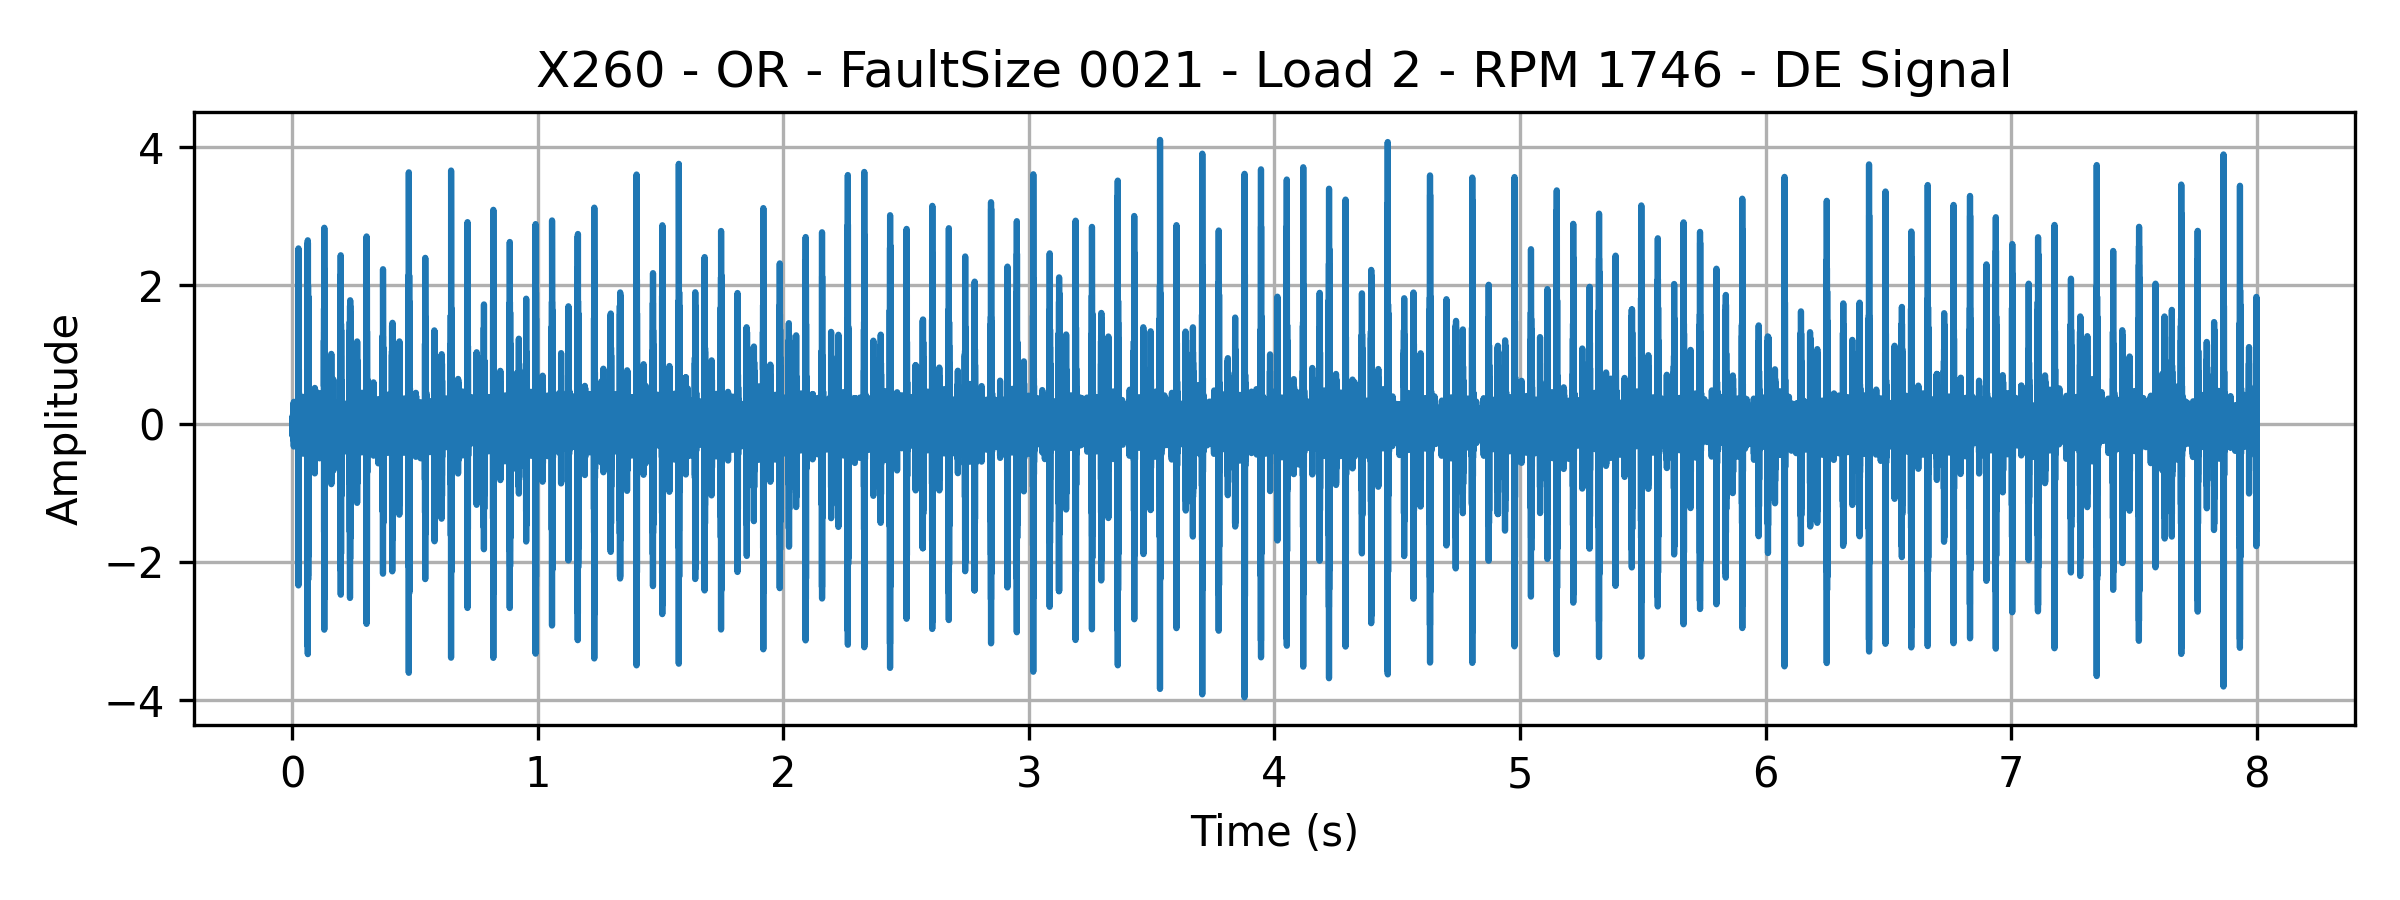 X260 - OR - FaultSize 0021 - Load 2 - RPM 1746 - DE Signal
4
2
0
−2
−4
Amplitude
0 1 2 3 4 5 6 7 8
Time (s)